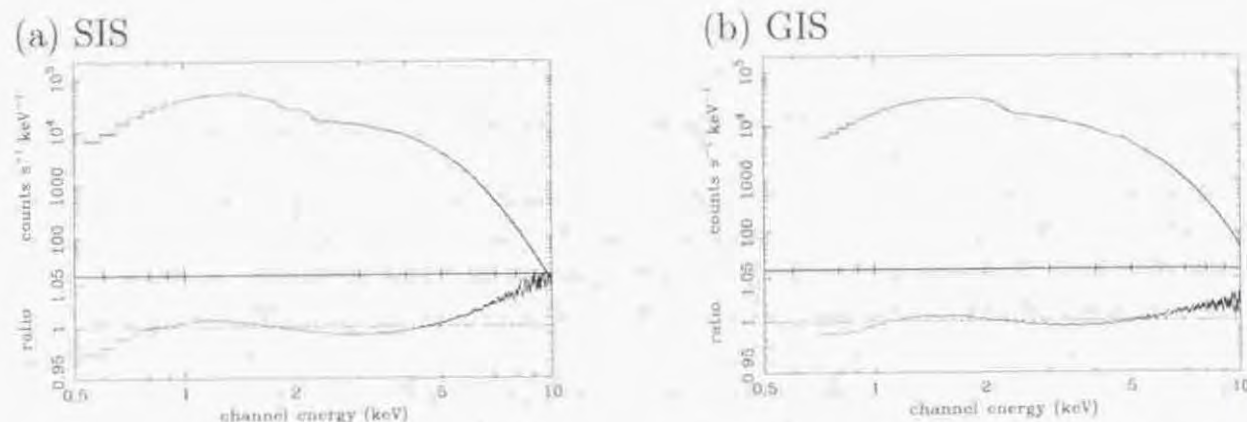 (a) SIS
counts s⁻¹ keV⁻¹
10⁵
10⁴
1000
100
ratio
1.05
1
0.95
0.5 1 2 5 10
channel energy (keV)
(b) GIS
counts s⁻¹ keV⁻¹
10⁵
10⁴
1000
100
ratio
1.05
1
0.95
0.5 1 2 5 10
channel energy (keV)